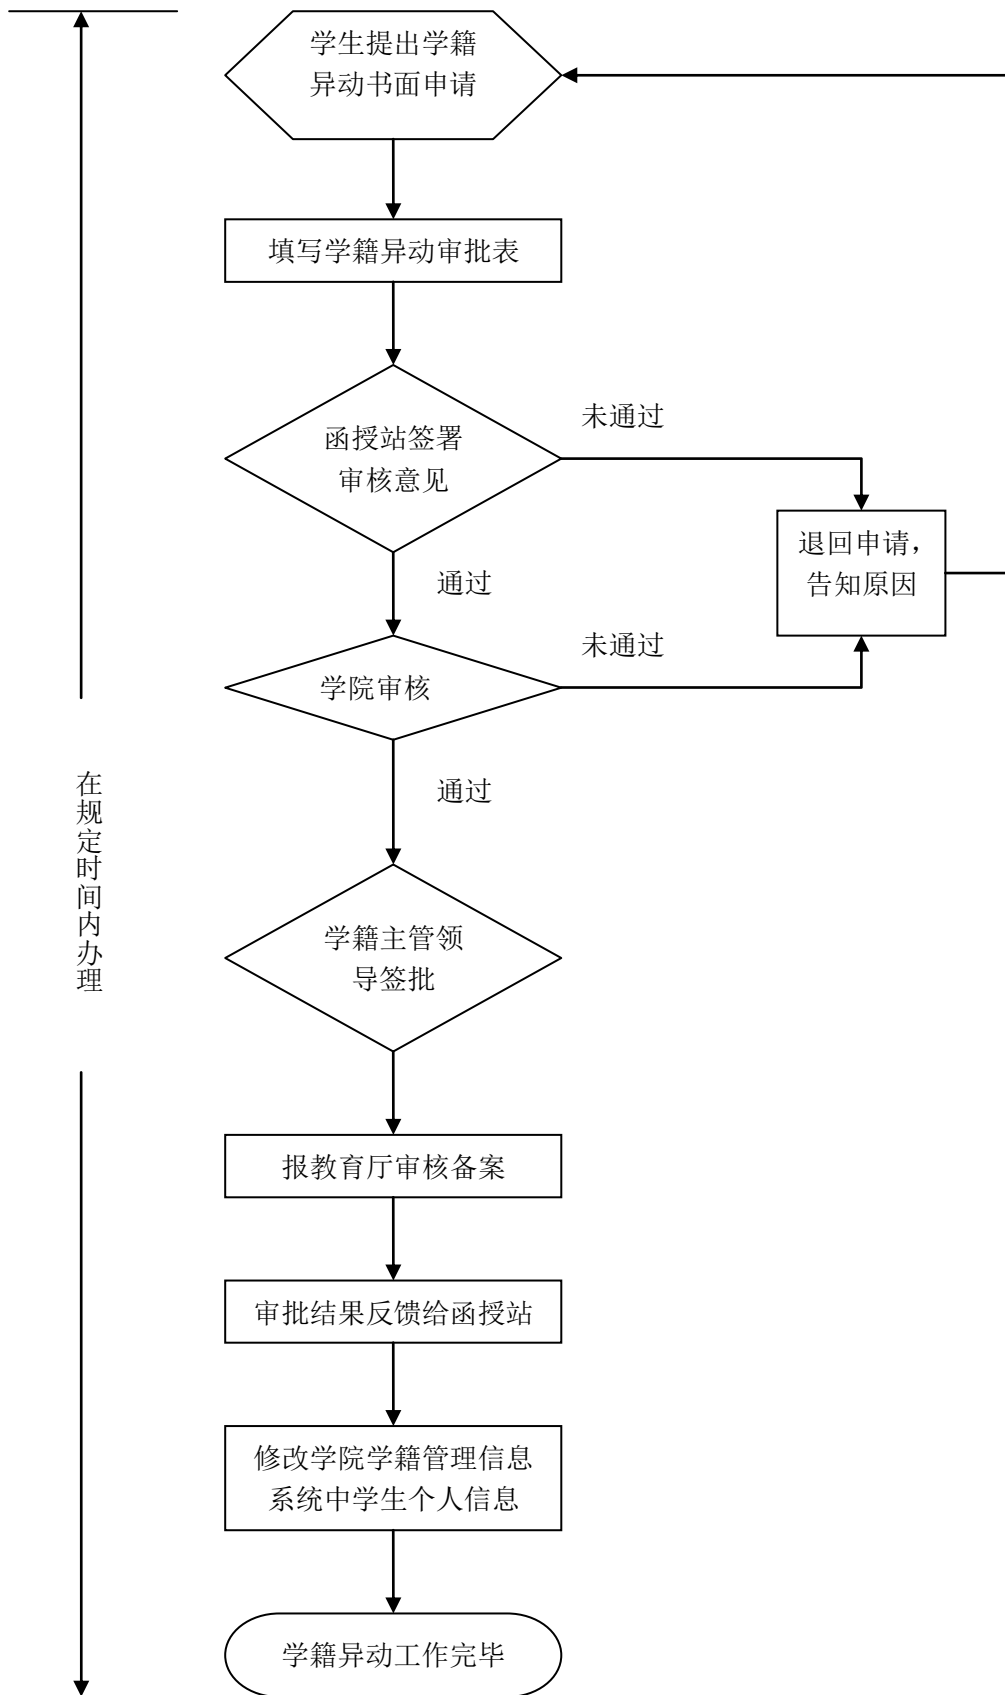 学生提出学籍
异动书面申请
填写学籍异动审批表
未通过
函授站签署
审核意见
退回申请，
告知原因
通过
未通过
学院审核
通过
在规定时间内办理
学籍主管领
导签批
报教育厅审核备案
审批结果反馈给函授站
修改学院学籍管理信息
系统中学生个人信息
学籍异动工作完毕